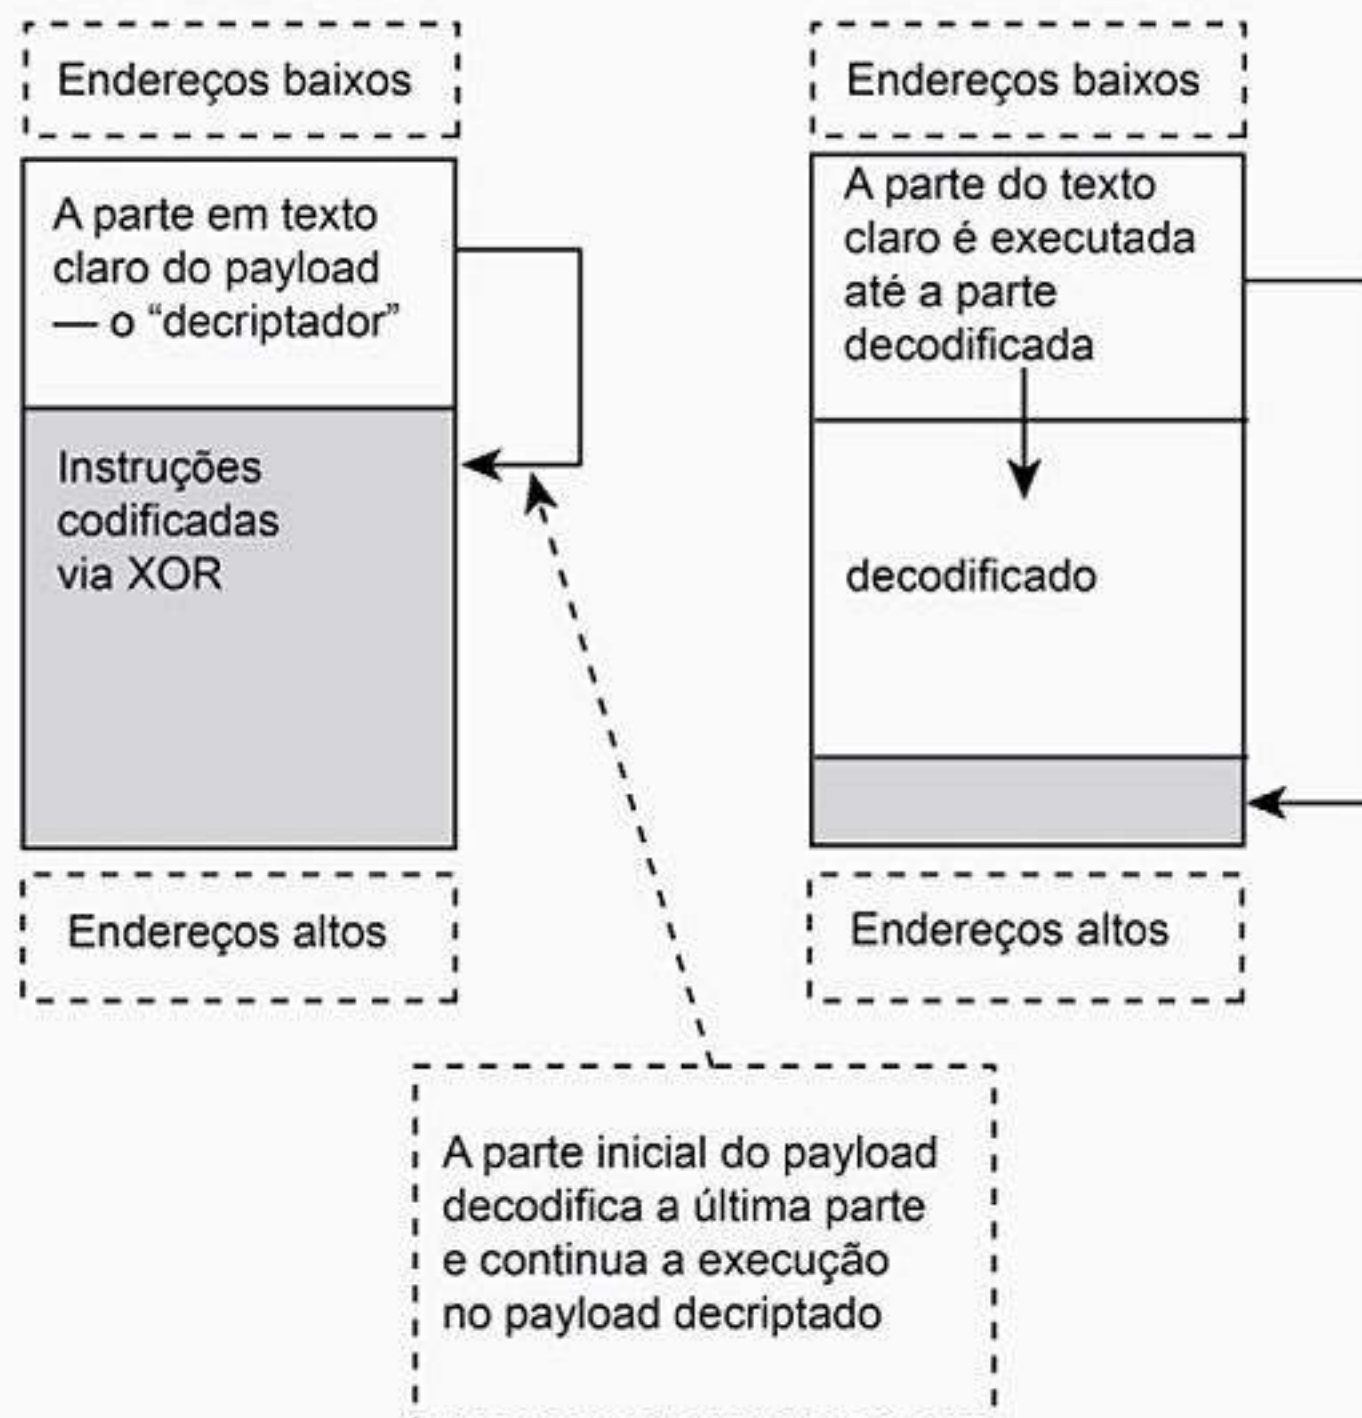 Endereços baixos
A parte em texto
claro do payload
— o “decriptador”
Instruções
codificadas
via XOR
Endereços altos
Endereços baixos
A parte do texto
claro é executada
até a parte
decodificada
decodificado
Endereços altos
A parte inicial do payload
decodifica a última parte
e continua a execução
no payload decriptado